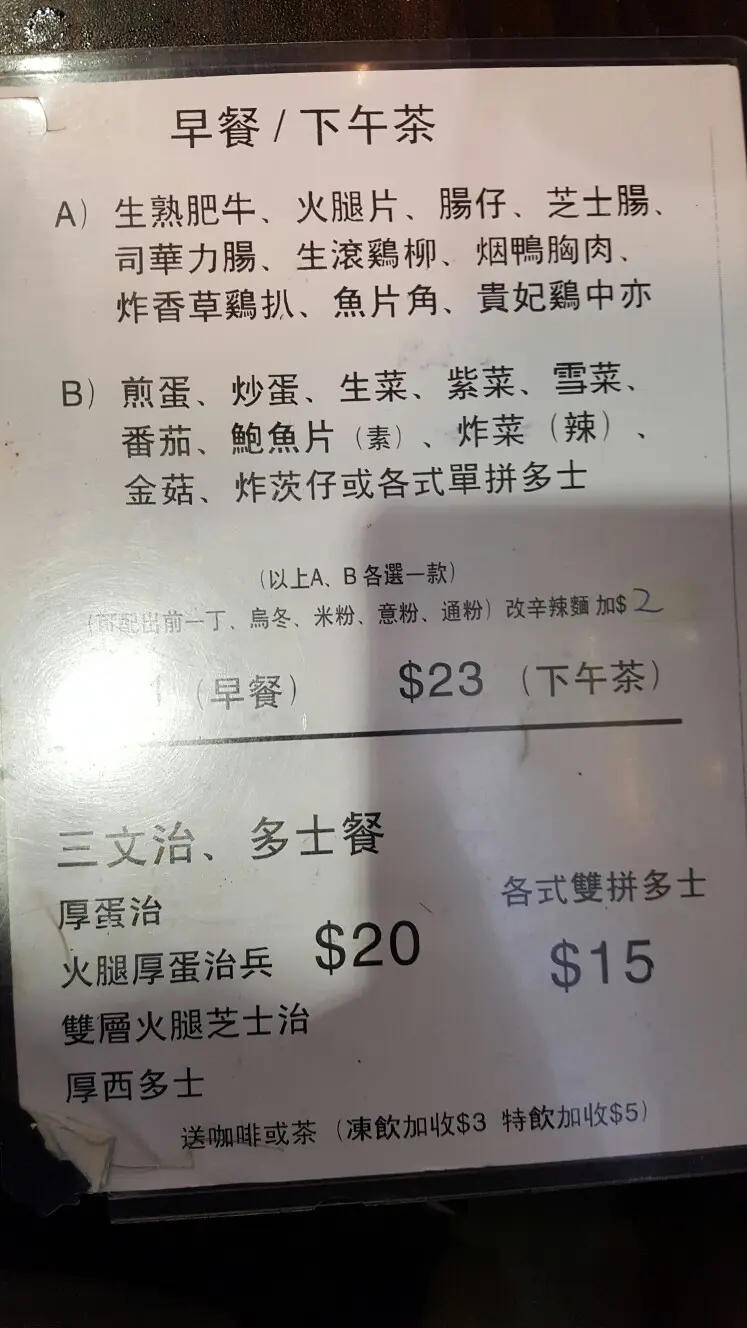 早餐 / 下午茶
A) 生熟肥牛、火腿片、腸仔、芝士腸、
司華力腸、生滾鷄柳、烟鴨胸肉、
炸香草鷄扒、魚片角、貴妃鷄中亦
B) 煎蛋、炒蛋、生菜、紫菜、雪菜、
番茄、鮑魚片（素）、炸菜（辣）、
金菇、炸茨仔或各式單拼多士
（以上A、B 各選一款）
（可配出前一丁、烏冬、米粉、意粉、通粉）改辛辣麵 加$ 2
（早餐） $23 （下午茶）
三文治、多士餐
厚蛋治
火腿厚蛋治兵
雙層火腿芝士治
厚西多士
$20
各式雙拼多士
$15
送咖啡或茶（凍飲加收$3 特飲加收$5）